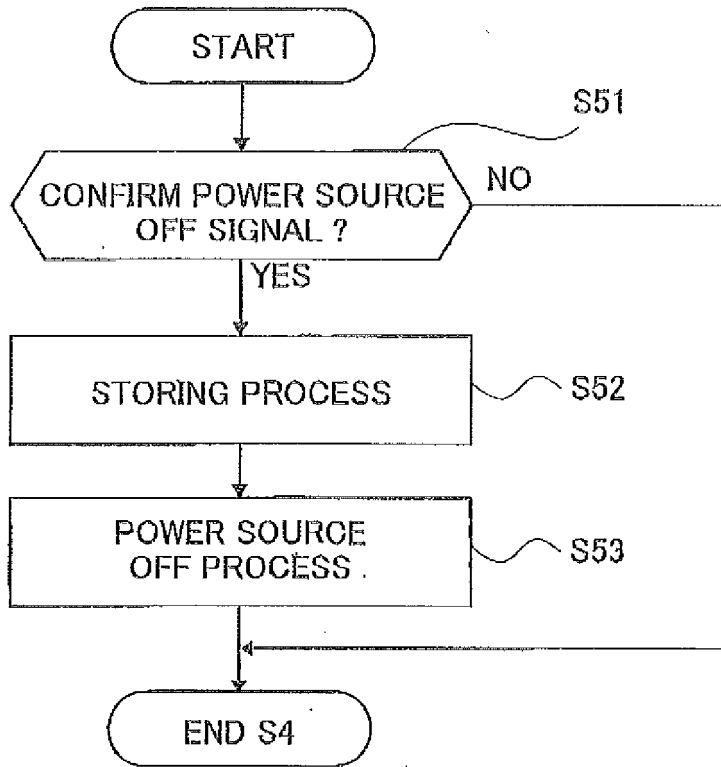 START
S51
CONFIRM POWER SOURCE
OFF SIGNAL ?
NO
YES
STORING PROCESS
S52
POWER SOURCE
OFF PROCESS
S53
END S4